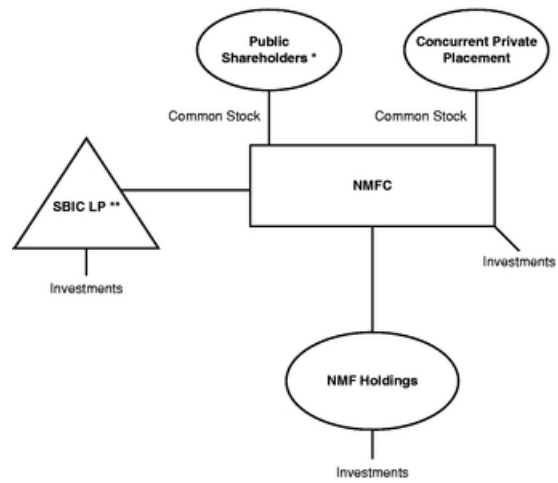 Public
Shareholders *
Concurrent Private
Placement
Common Stock
Common Stock
NMFC
SBIC LP **
Investments
Investments
NMF Holdings
Investments